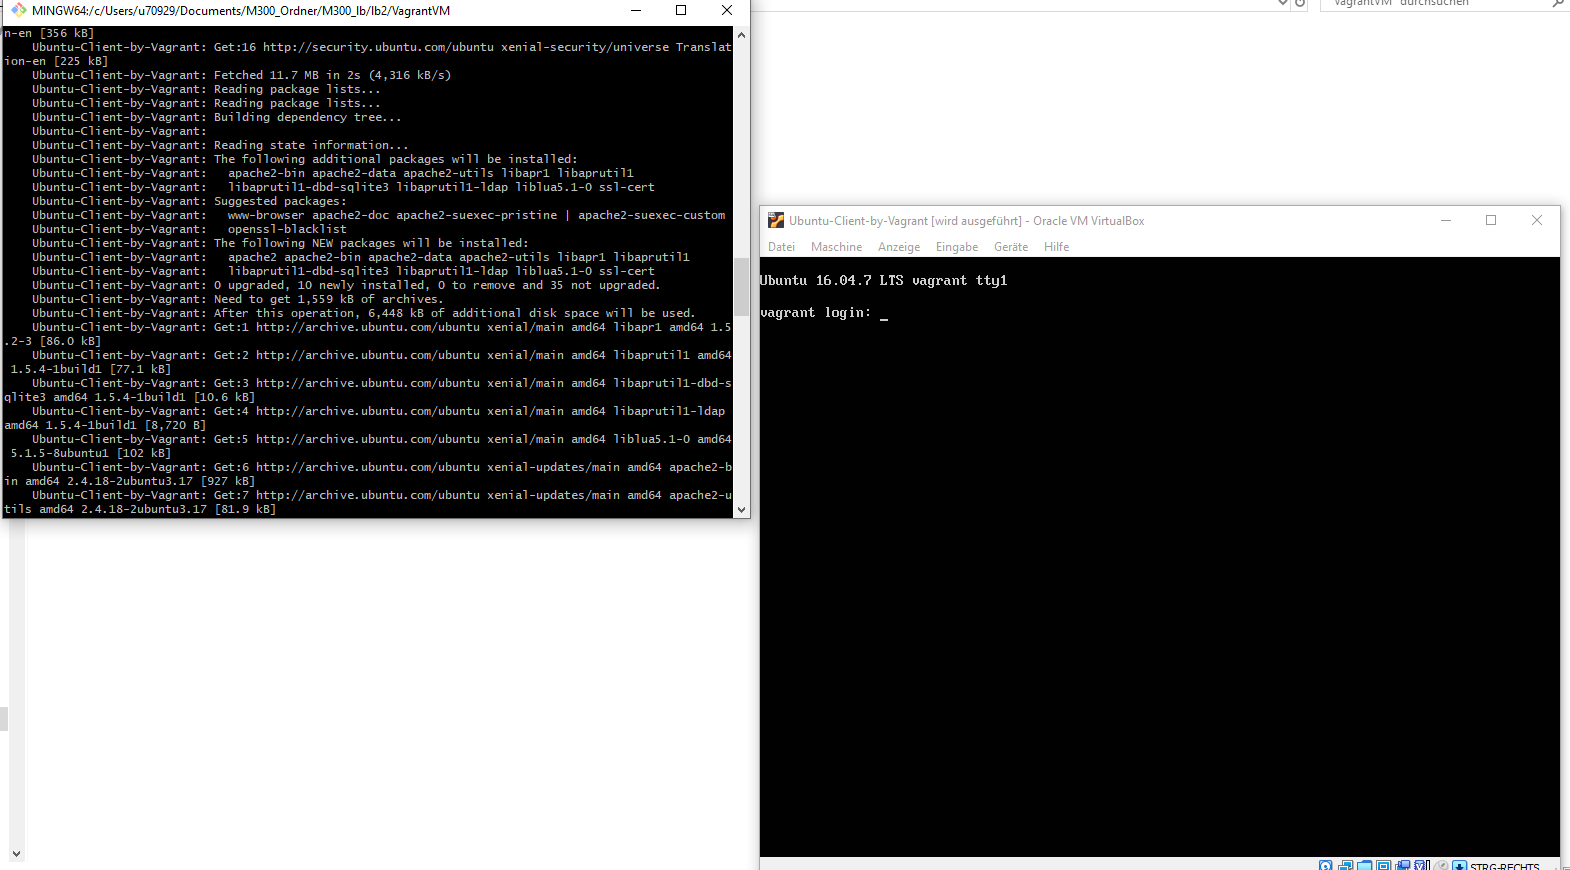 MINGW64:/c/Users/u70929/Documents/M300_Ordner/M300_lb/lb2/VagrantVM
n-en [356 kB]
Ubuntu-Client-by-Vagrant: Get:16 http://security.ubuntu.com/ubuntu xenial-security/universe Translat
ion-en [225 kB]
Ubuntu-Client-by-Vagrant: Fetched 11.7 MB in 2s (4,316 kB/s)
Ubuntu-Client-by-Vagrant: Reading package lists...
Ubuntu-Client-by-Vagrant: Reading package lists...
Ubuntu-Client-by-Vagrant: Building dependency tree...
Ubuntu-Client-by-Vagrant:
Ubuntu-Client-by-Vagrant: Reading state information...
Ubuntu-Client-by-Vagrant: The following additional packages will be installed:
Ubuntu-Client-by-Vagrant:   apache2-bin apache2-data apache2-utils libapr1 libaprutil1
Ubuntu-Client-by-Vagrant:   libaprutil1-dbd-sqlite3 libaprutil1-ldap liblua5.1-0 ssl-cert
Ubuntu-Client-by-Vagrant: Suggested packages:
Ubuntu-Client-by-Vagrant:   www-browser apache2-doc apache2-suexec-pristine | apache2-suexec-custom
Ubuntu-Client-by-Vagrant:   openssl-blacklist
Ubuntu-Client-by-Vagrant: The following NEW packages will be installed:
Ubuntu-Client-by-Vagrant:   apache2 apache2-bin apache2-data apache2-utils libapr1 libaprutil1
Ubuntu-Client-by-Vagrant:   libaprutil1-dbd-sqlite3 libaprutil1-ldap liblua5.1-0 ssl-cert
Ubuntu-Client-by-Vagrant: 0 upgraded, 10 newly installed, 0 to remove and 35 not upgraded.
Ubuntu-Client-by-Vagrant: Need to get 1,559 kB of archives.
Ubuntu-Client-by-Vagrant: After this operation, 6,448 kB of additional disk space will be used.
Ubuntu-Client-by-Vagrant: Get:1 http://archive.ubuntu.com/ubuntu xenial/main amd64 libapr1 amd64 1.5
.2-3 [86.0 kB]
Ubuntu-Client-by-Vagrant: Get:2 http://archive.ubuntu.com/ubuntu xenial/main amd64 libaprutil1 amd64
1.5.4-1build1 [77.1 kB]
Ubuntu-Client-by-Vagrant: Get:3 http://archive.ubuntu.com/ubuntu xenial/main amd64 libaprutil1-dbd-s
qlite3 amd64 1.5.4-1build1 [10.6 kB]
Ubuntu-Client-by-Vagrant: Get:4 http://archive.ubuntu.com/ubuntu xenial/main amd64 libaprutil1-ldap
amd64 1.5.4-1build1 [8,720 B]
Ubuntu-Client-by-Vagrant: Get:5 http://archive.ubuntu.com/ubuntu xenial/main amd64 liblua5.1-0 amd64
5.1.5-8ubuntu1 [102 kB]
Ubuntu-Client-by-Vagrant: Get:6 http://archive.ubuntu.com/ubuntu xenial-updates/main amd64 apache2-b
in amd64 2.4.18-2ubuntu3.17 [927 kB]
Ubuntu-Client-by-Vagrant: Get:7 http://archive.ubuntu.com/ubuntu xenial-updates/main amd64 apache2-u
tils amd64 2.4.18-2ubuntu3.17 [81.9 kB]
"VagrantVM" durchsuchen
Ubuntu-Client-by-Vagrant [wird ausgeführt] - Oracle VM VirtualBox
Datei Maschine Anzeige Eingabe Geräte Hilfe
Ubuntu 16.04.7 LTS vagrant tty1
vagrant login: _
STRG-RECHTS